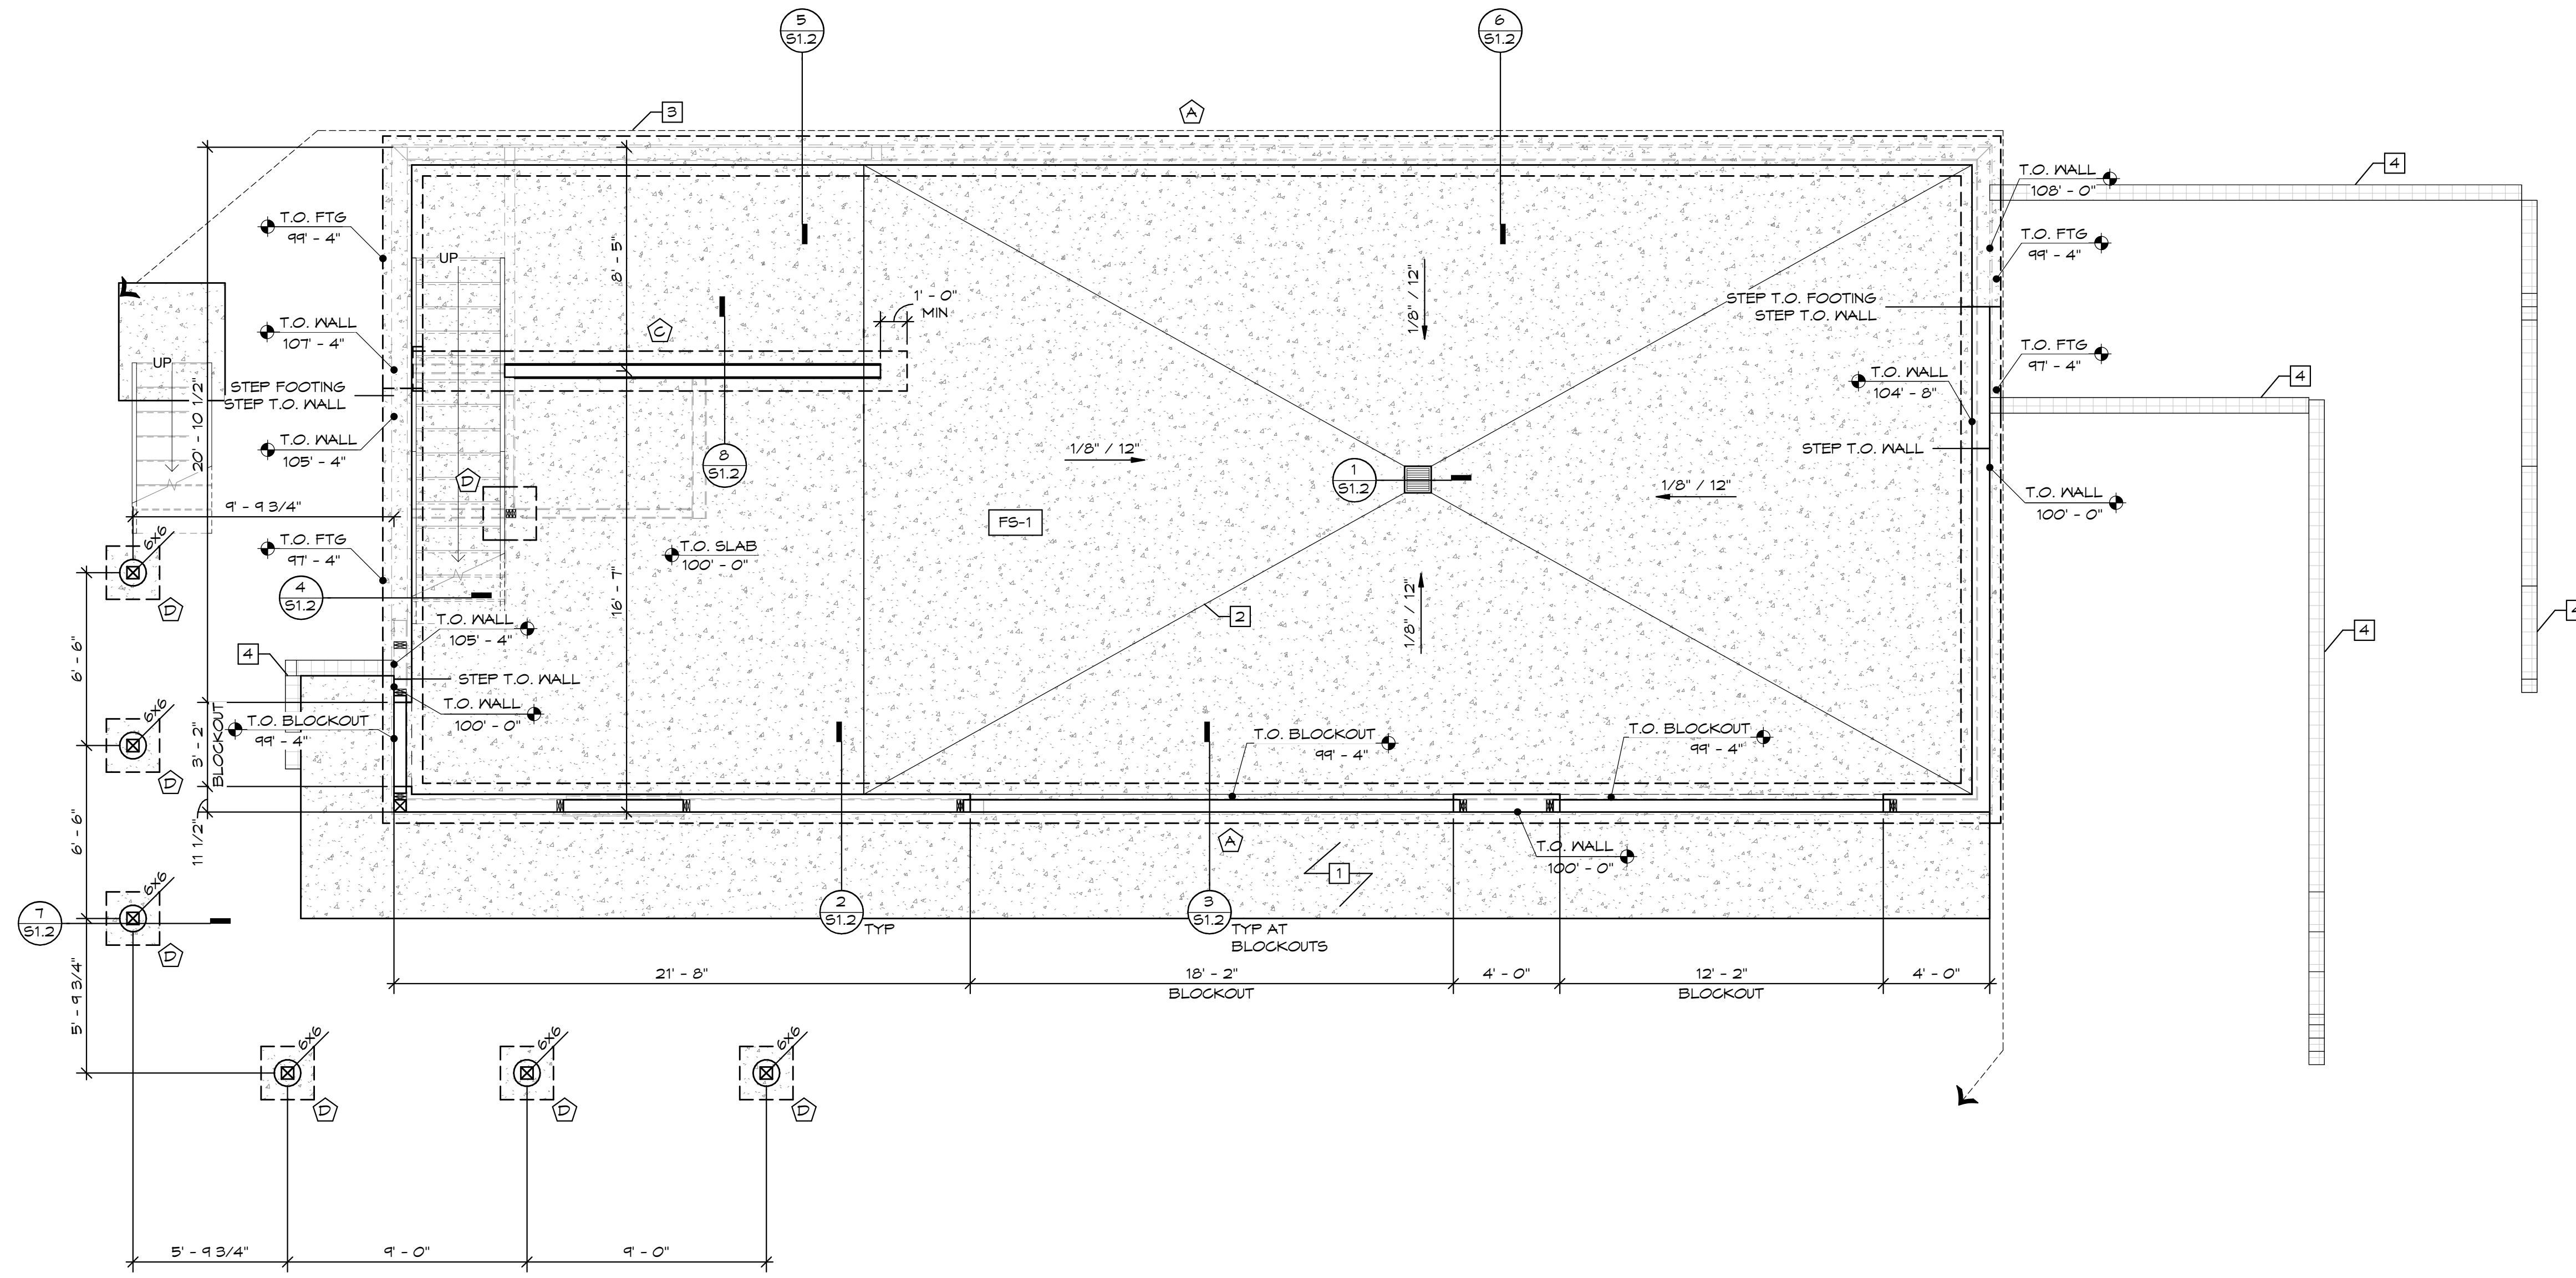 5
S1.2
6
S1.2
3
A
4
T.O. WALL
108' - 0"
T.O. FTG
99' - 4"
T.O. FTG
99' - 4"
8' - 5"
UP
1' - 0"
MIN
1/8" / 12"
STEP T.O. FOOTING
STEP T.O. WALL
T.O. WALL
107' - 4"
C
UP
T.O. FTG
97' - 4"
T.O. WALL
104' - 8"
4
STEP FOOTING
STEP T.O. WALL
20' - 10 1/2"
T.O. WALL
105' - 4"
8
S1.2
1/8" / 12"
1
S1.2
STEP T.O. WALL
D
1/8" / 12"
T.O. WALL
100' - 0"
9' - 9 3/4"
FS-1
6x6
T.O. FTG
97' - 4"
T.O. SLAB
100' - 0"
D
4
S1.2
16' - 7"
1/8" / 12"
2
4
T.O. WALL
105' - 4"
6' - 6"
4
STEP T.O. WALL
6x6
T.O. WALL
100' - 0"
T.O. BLOCKOUT
99' - 4"
3' - 2"
BLOCKOUT
T.O. BLOCKOUT
99' - 4"
T.O. BLOCKOUT
99' - 4"
D
6' - 6"
11 1/2"
A
T.O. WALL
100' - 0"
1
6x6
7
S1.2
D
2
S1.2
TYP
3
S1.2
TYP AT
BLOCKOUTS
5' - 9 3/4"
21' - 8"
18' - 2"
BLOCKOUT
4' - 0"
12' - 2"
BLOCKOUT
4' - 0"
6x6
6x6
6x6
D
D
D
5' - 9 3/4"
9' - 0"
9' - 0"